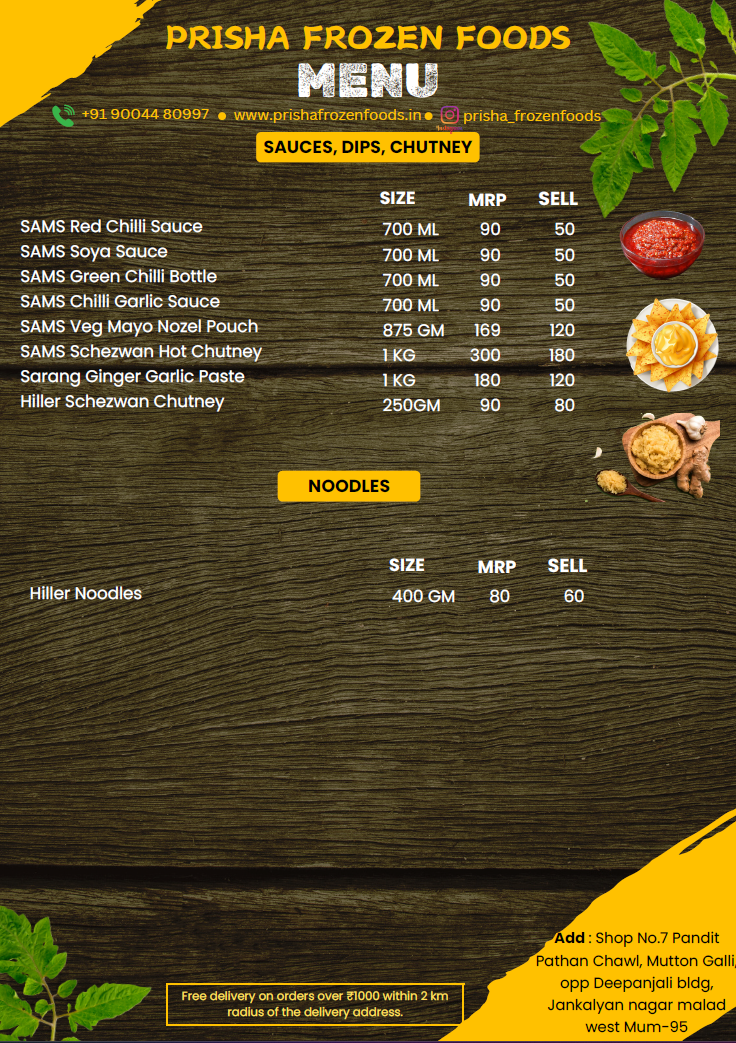 PRISHA FROZEN FOODS
MENU
+91 90044 80997 ● www.prishafrozenfoods.in ● prisha_frozenfoods
SAUCES, DIPS, CHUTNEY
SIZE MRP SELL
SAMS Red Chilli Sauce 700 ML 90 50
SAMS Soya Sauce 700 ML 90 50
SAMS Green Chilli Bottle 700 ML 90 50
SAMS Chilli Garlic Sauce 700 ML 90 50
SAMS Veg Mayo Nozel Pouch 875 GM 169 120
SAMS Schezwan Hot Chutney 1 KG 300 180
Sarang Ginger Garlic Paste 1 KG 180 120
Hiller Schezwan Chutney 250GM 90 80
NOODLES
SIZE MRP SELL
Hiller Noodles 400 GM 80 60
Free delivery on orders over ₹1000 within 2 km
radius of the delivery address.
Add : Shop No.7 Pandit
Pathan Chawl, Mutton Galli,
opp Deepanjali bldg,
Jankalyan nagar malad
west Mum-95